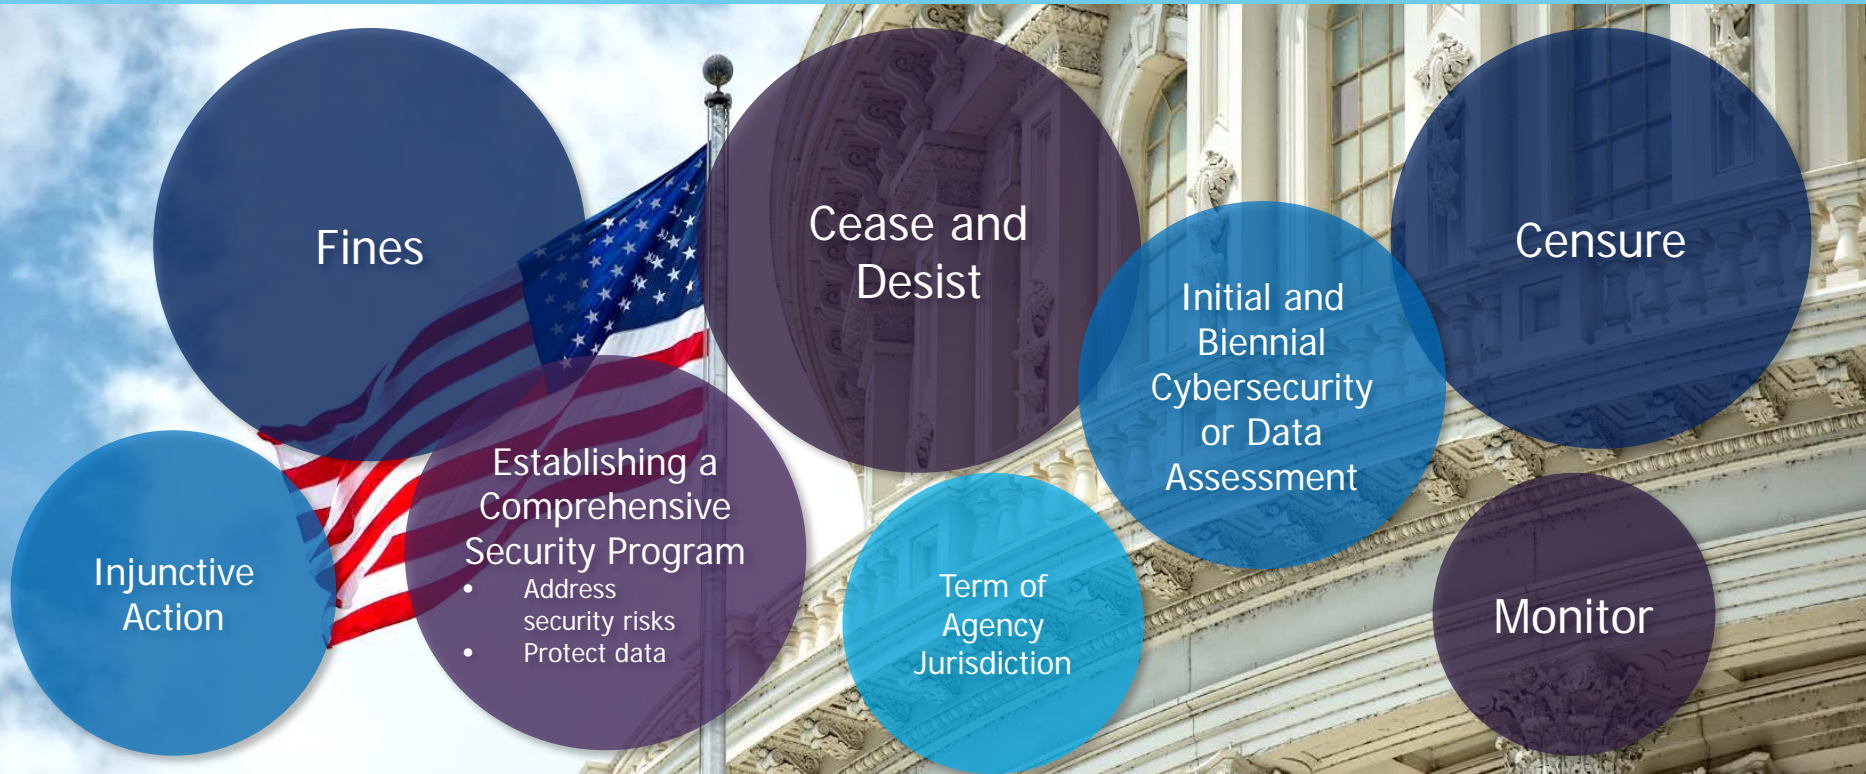 Fines
Cease and
Desist
Censure
Initial and
Biennial
Cybersecurity
or Data
Assessment
Injunctive
Action
Establishing a
Comprehensive
Security Program
• Address
security risks
• Protect data
Term of
Agency
Jurisdiction
Monitor